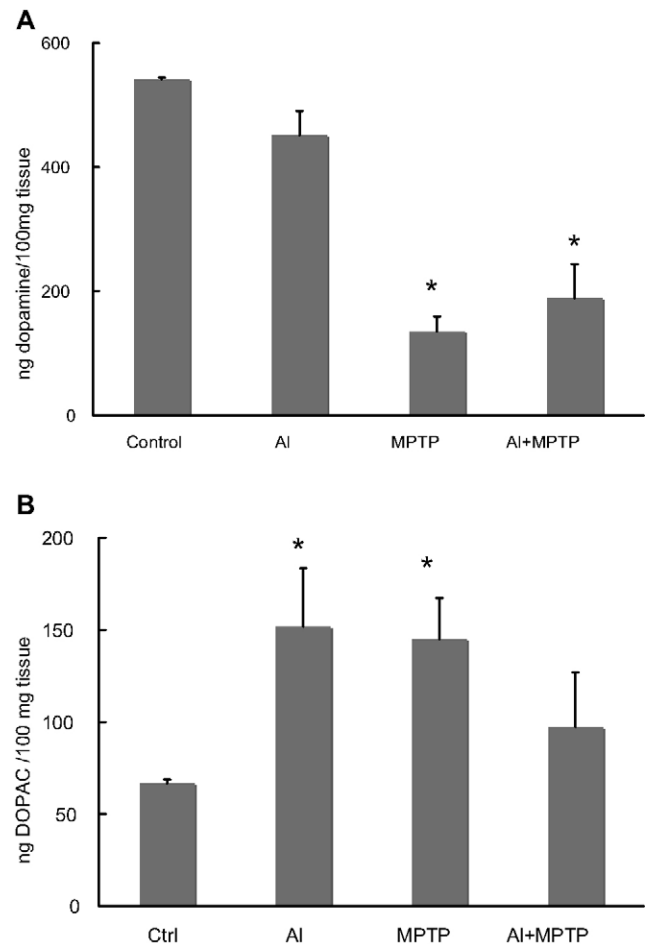 A
600
400
200
0
ng dopamine/100mg tissue
*
*
Control Al MPTP Al+MPTP
B
200
150
100
50
0
ng DOPAC /100 mg tissue
*
*
Ctrl Al MPTP Al+MPTP